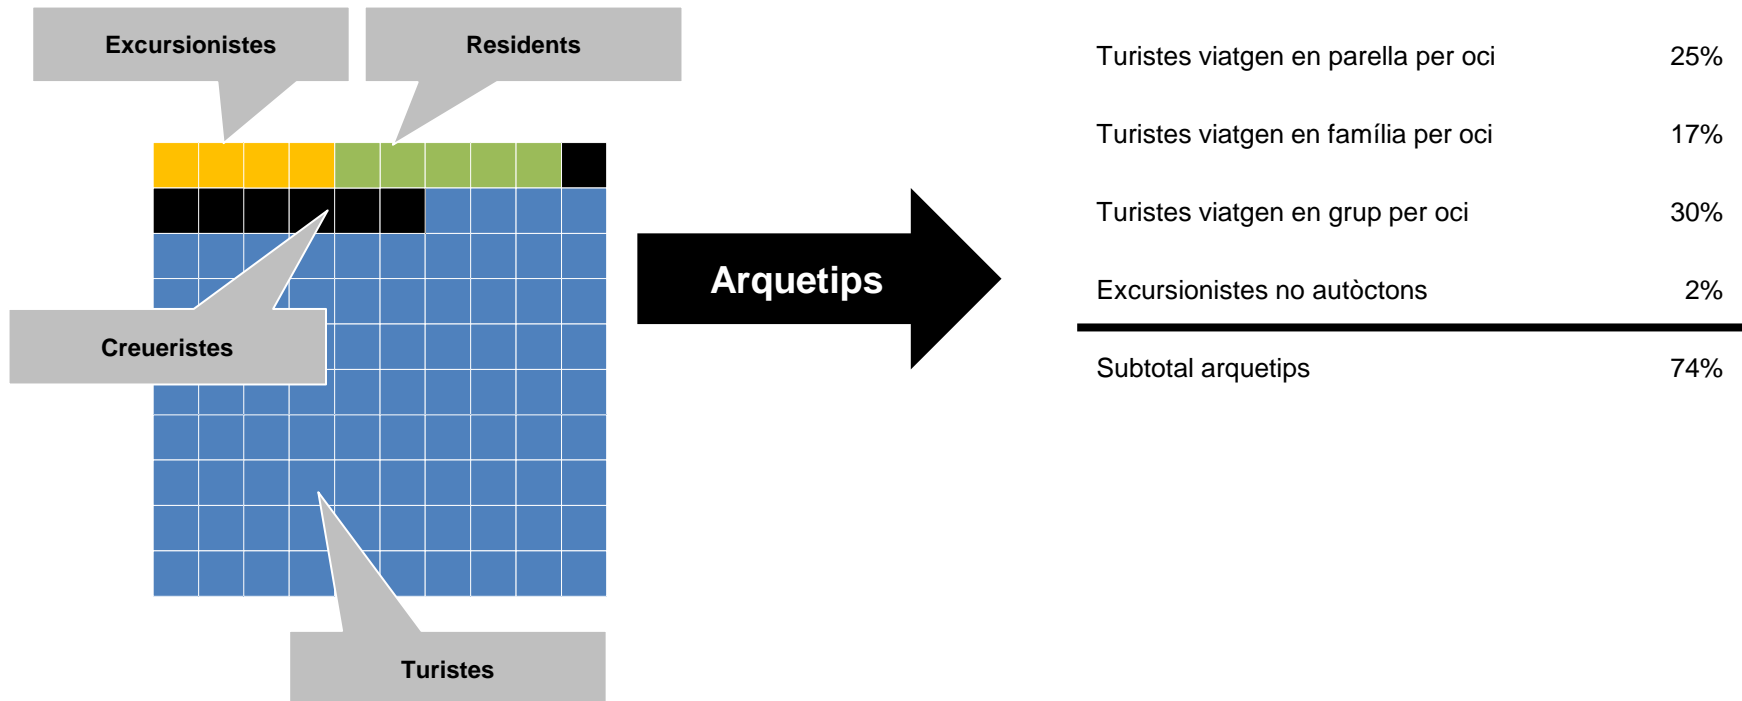 Excursionistes
Residents
Creueristes
Turistes
Arquetips
Turistes viatgen en parella per oci 25%
Turistes viatgen en família per oci 17%
Turistes viatgen en grup per oci 30%
Excursionistes no autòctons 2%
Subtotal arquetips 74%